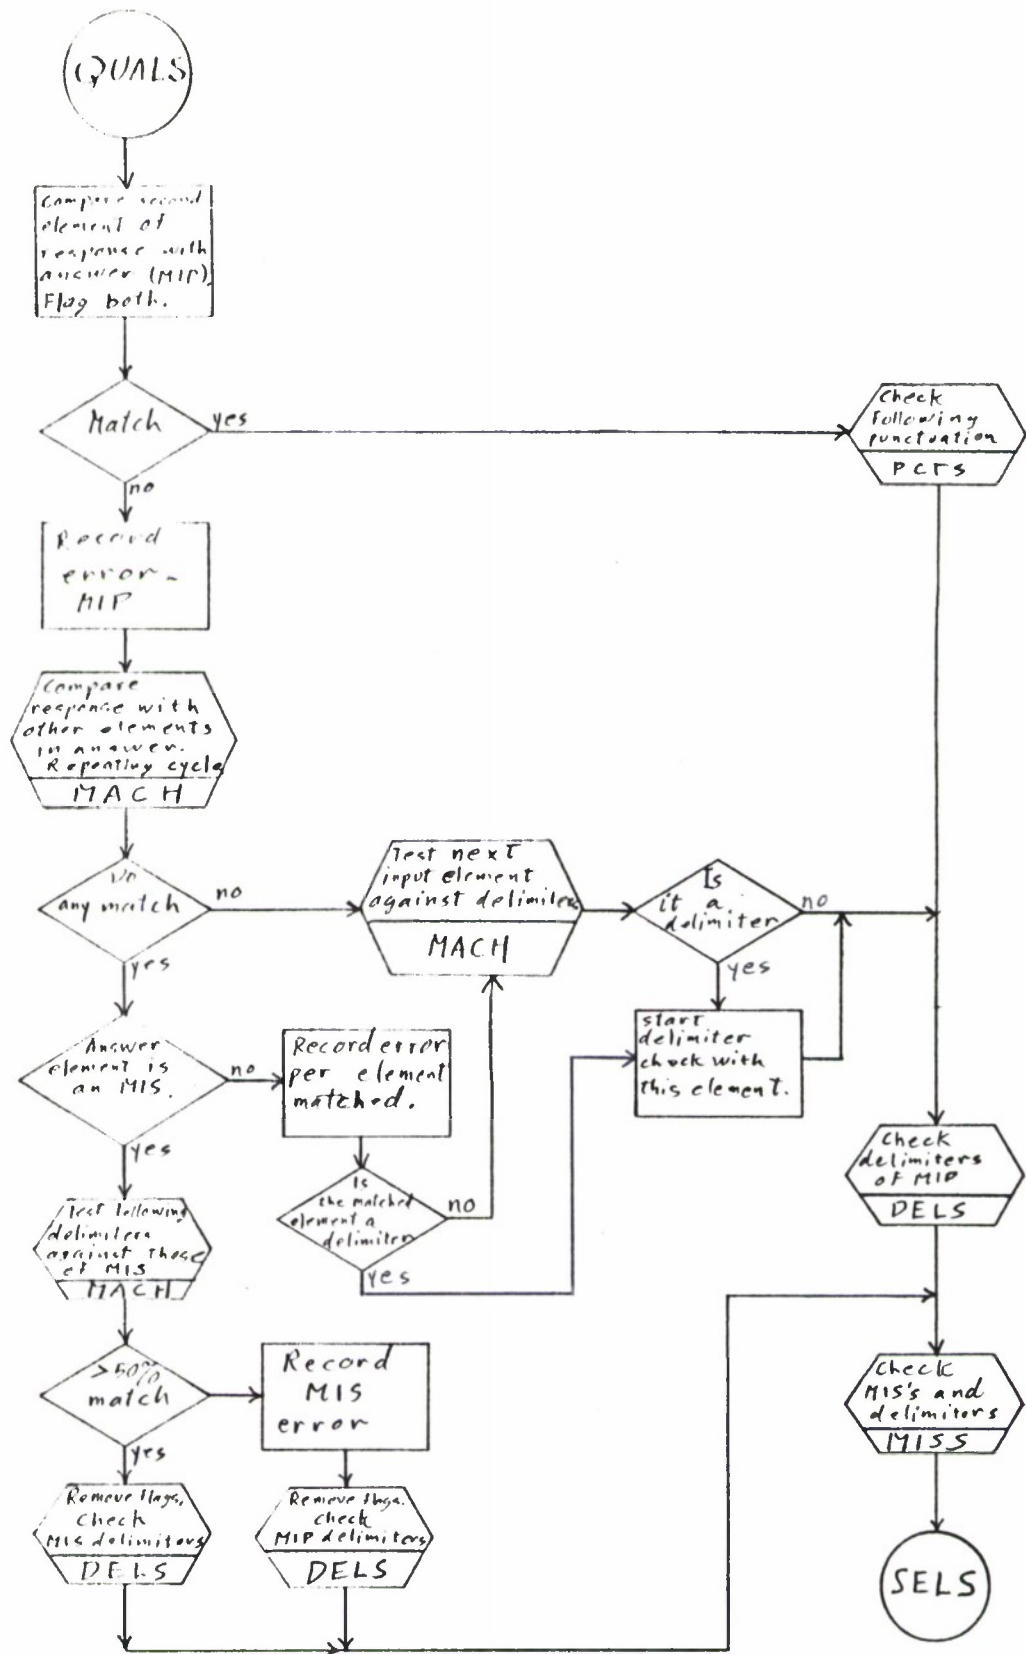 QUALS
Compare second
element of
response with
answer (MIP).
Flag both.
Match
yes
no
Check
Following
punctuation
PCTS
Record
error-
MIP
Compare
response with
other elements
in answer.
Repeating cycle
MACH
Do
any match
no
yes
Test next
input element
against delimiters
MACH
Is
it a
delimiter
no
yes
start
delimiter
check with
this element.
Answer
element is
an MIS.
no
yes
Record error
per element
matched.
Is
the matched
element a
delimiter
no
yes
Check
delimiters
of MIP
DELS
Test following
delimiters
against those
of MIS
MACH
>50%
match
yes
Record
MIS
error
Check
MIS's and
delimitors
MISS
Remove flags,
Check
MIS delimitors
DELS
Remove flags,
check
MIP delimiters
DELS
SELS